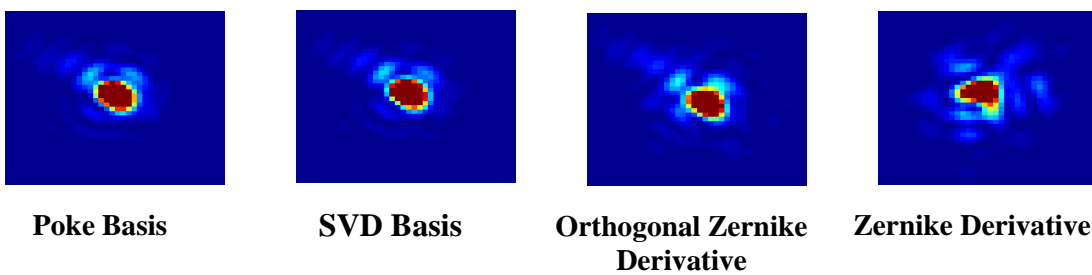 Poke Basis
SVD Basis
Orthogonal Zernike
Derivative
Zernike Derivative